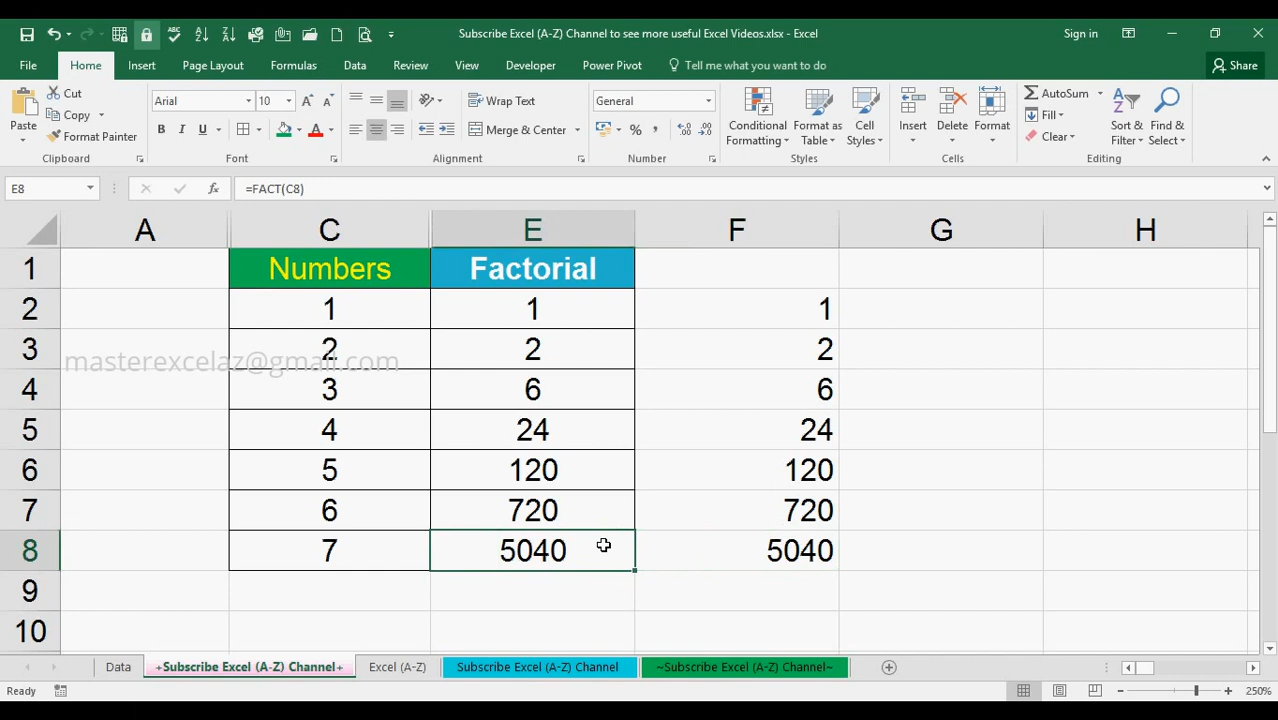 Subscribe Excel (A-Z) Channel to see more useful Excel Videos.xlsx - Excel
Sign in
File Home Insert Page Layout Formulas Data Review View Developer Power Pivot Tell me what you want to do Share
Paste
Cut
Copy
Format Painter
Arial 10
B I U A
Wrap Text
Merge & Center
General
%
Conditional Formatting
Format as Table
Cell Styles
Insert
Delete
Format
AutoSum
Fill
Clear
Sort & Filter
Find & Select
Clipboard Font Alignment Number Styles Cells Editing
E8 fx =FACT(C8)
A C E F G H
1 Numbers Factorial
2 1 1 1
3 2 2 2
masterexcelaz@gmail.com
4 3 6 6
5 4 24 24
6 5 120 120
7 6 720 720
8 7 5040 5040
9
10
Data +Subscribe Excel (A-Z) Channel+ Excel (A-Z) Subscribe Excel (A-Z) Channel ~Subscribe Excel (A-Z) Channel~
Ready 250%